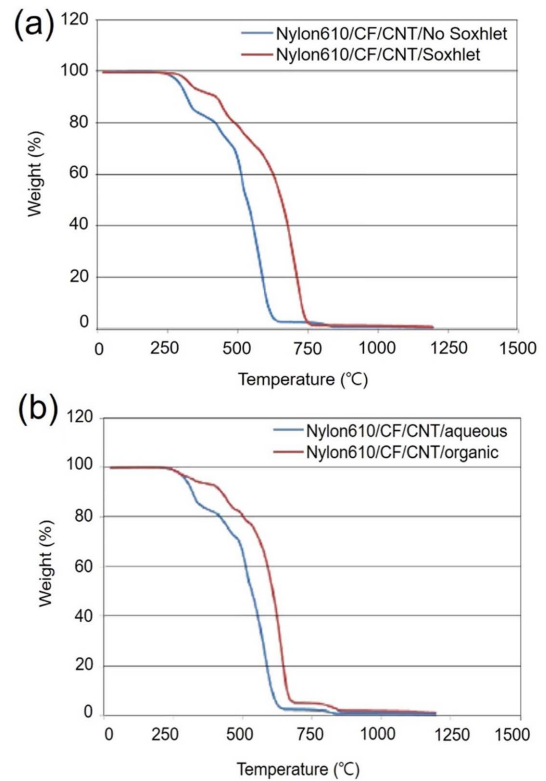 (a)
Nylon610/CF/CNT/No Soxhlet
Nylon610/CF/CNT/Soxhlet
120
100
80
60
40
20
0
Weight (%)
0 250 500 750 1000 1250 1500
Temperature (℃)
(b)
Nylon610/CF/CNT/aqueous
Nylon610/CF/CNT/organic
120
100
80
60
40
20
0
Weight (%)
0 250 500 750 1000 1250 1500
Temperature (℃)